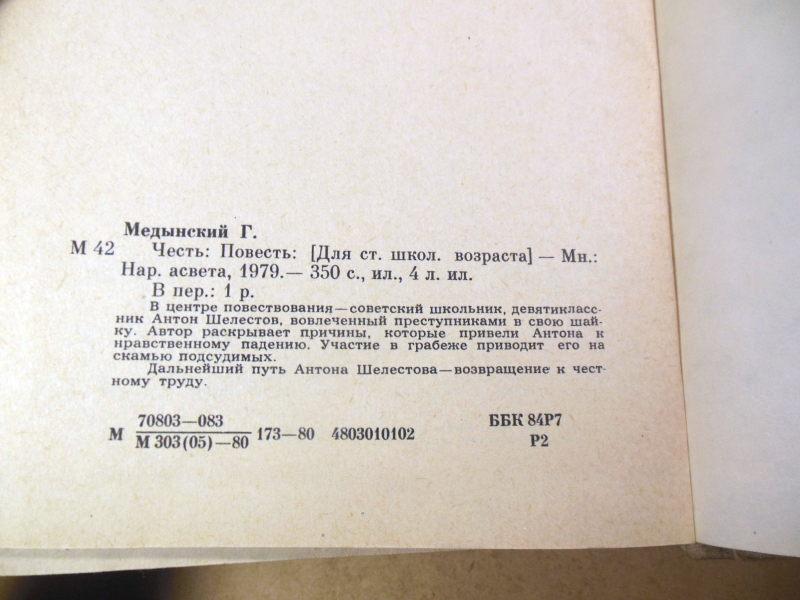 Медынский Г.
М 42 Честь: Повесть: [Для ст. школ. возраста] — Мн.:
Нар. асвета, 1979.— 350 с., ил., 4 л. ил.
В пер.: 1 р.
В центре повествования—советский школьник, девятикласс-
ник Антон Шелестов, вовлеченный преступниками в свою шай-
ку. Автор раскрывает причины, которые привели Антона к
нравственному падению. Участие в грабеже приводит его на
скамью подсудимых.
Дальнейший путь Антона Шелестова—возвращение к чест-
ному труду.
70803—083
М 173—80 4803010102
М 303(05)—80
ББК 84Р7
Р2